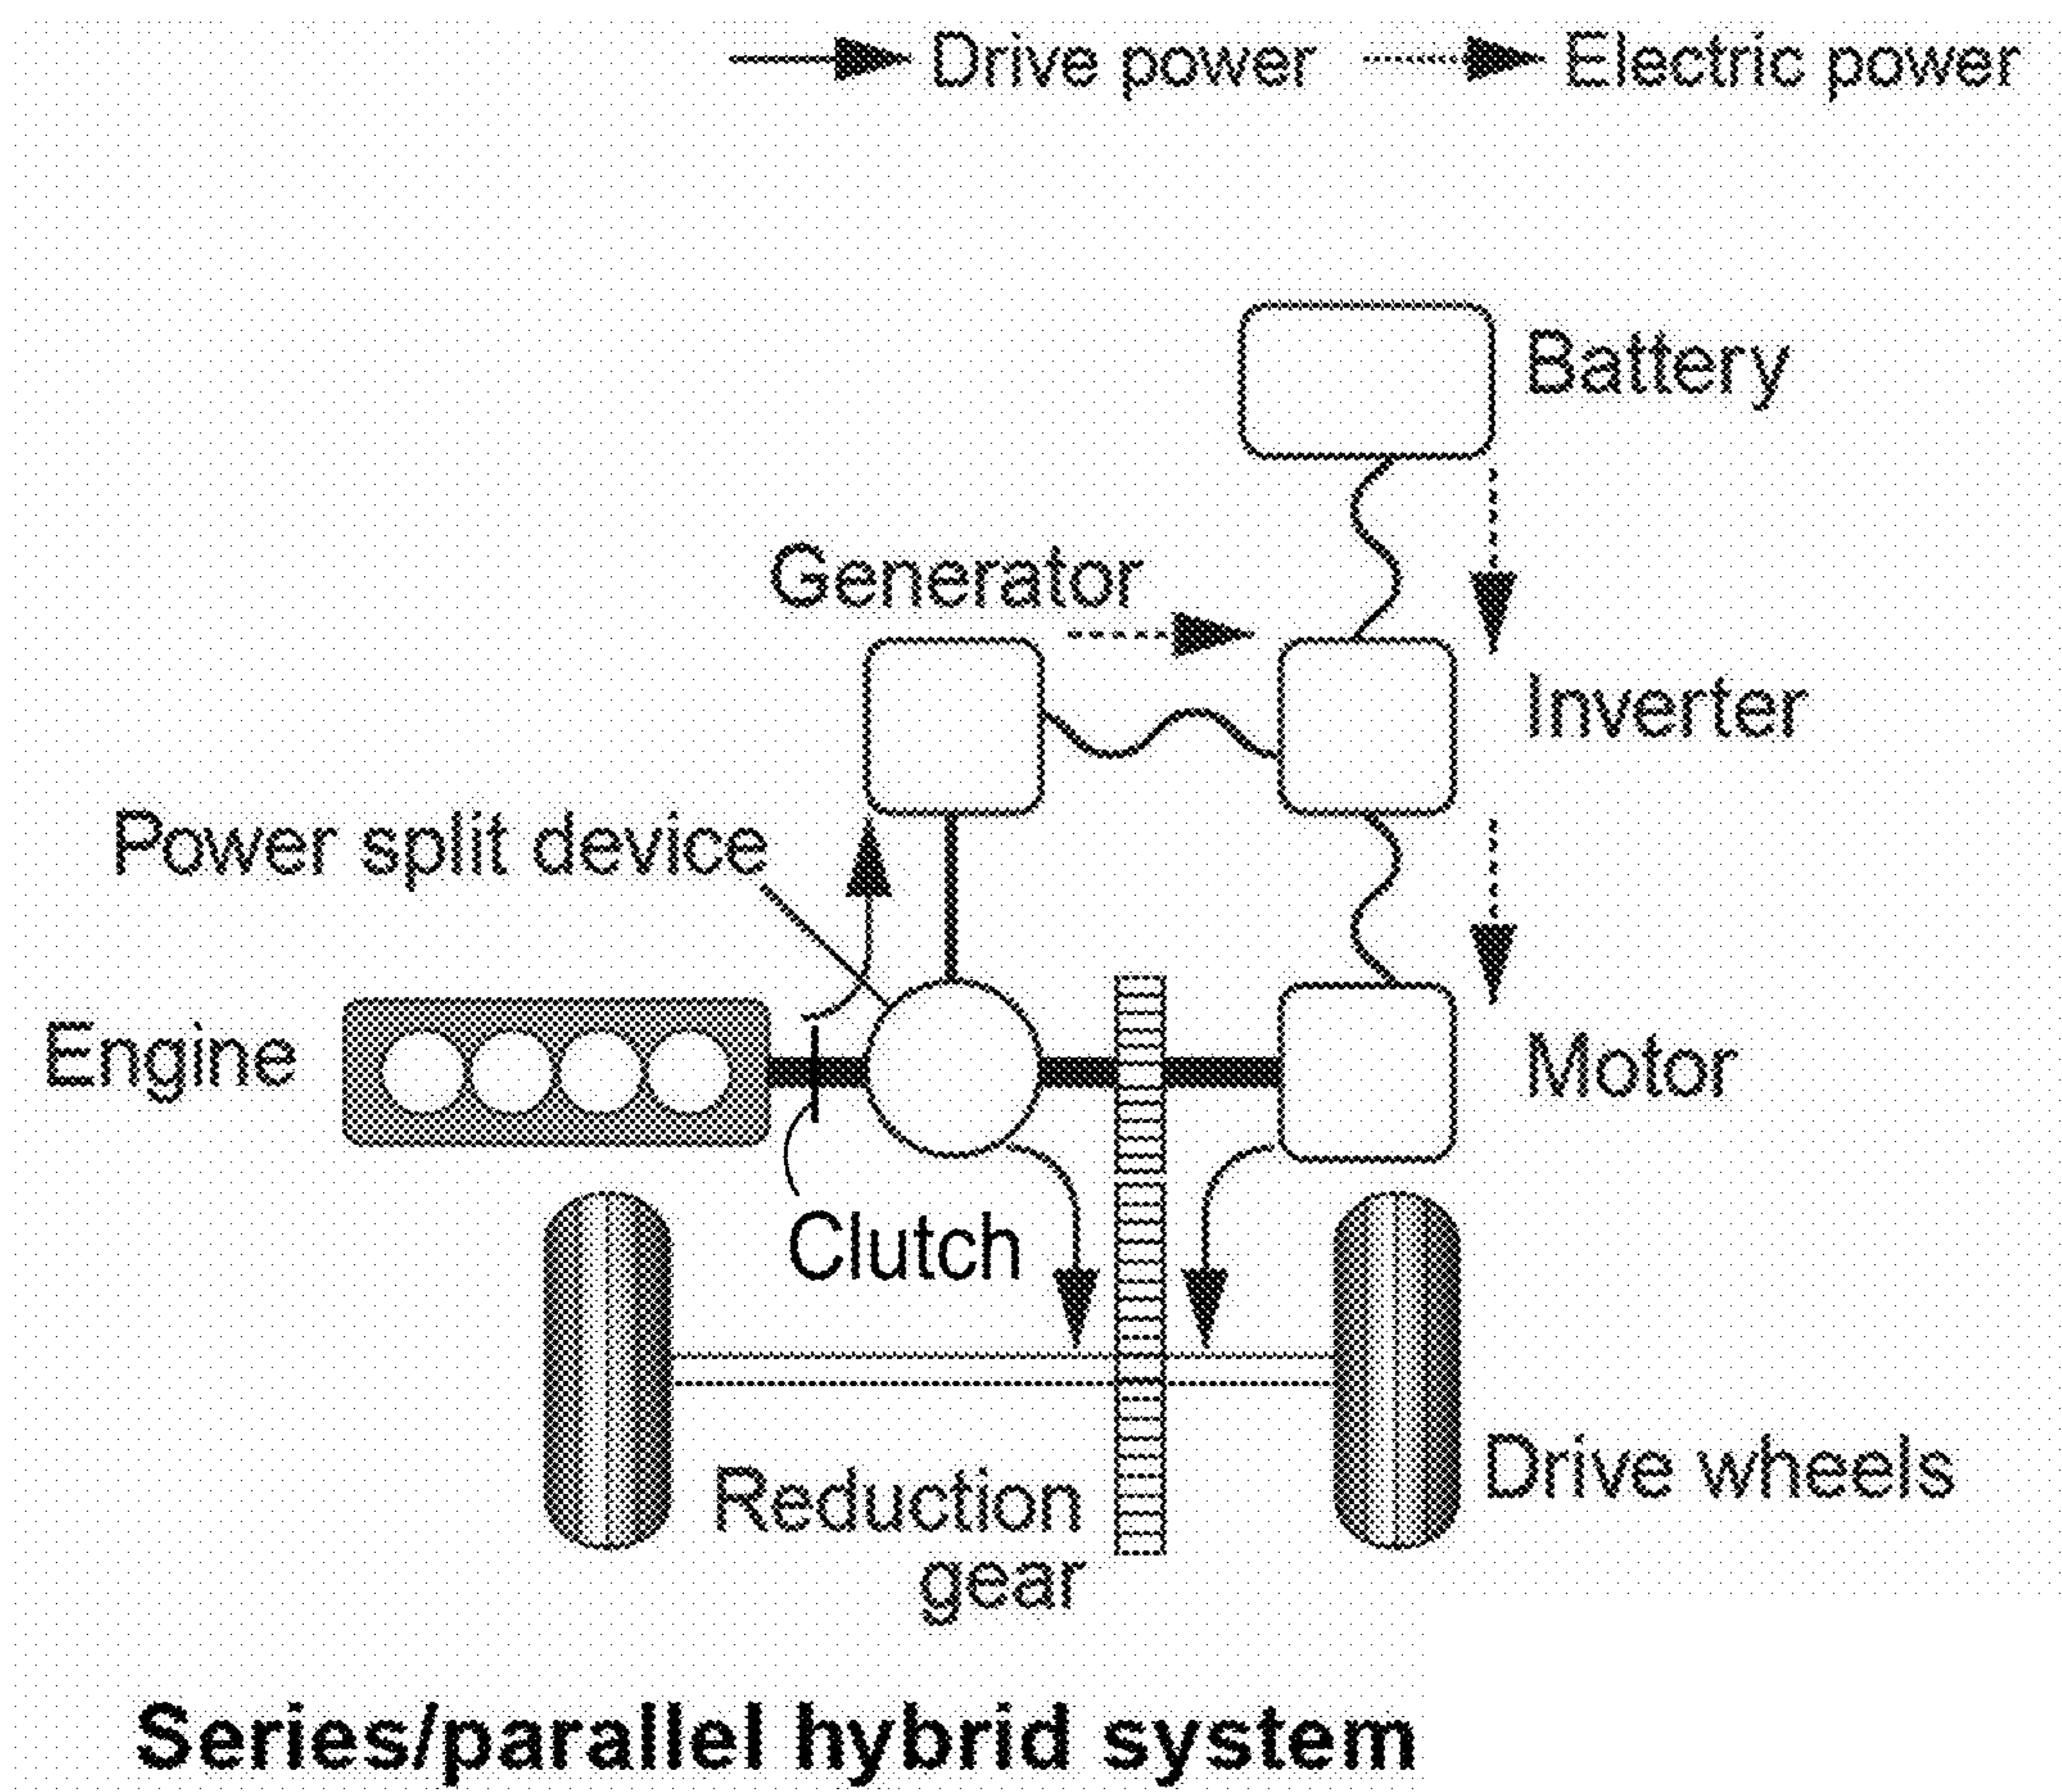 Drive power Electric power
Battery
Generator
Inverter
Power split device
Engine
Motor
Clutch
Drive wheels
Reduction
gear
Series/parallel hybrid system